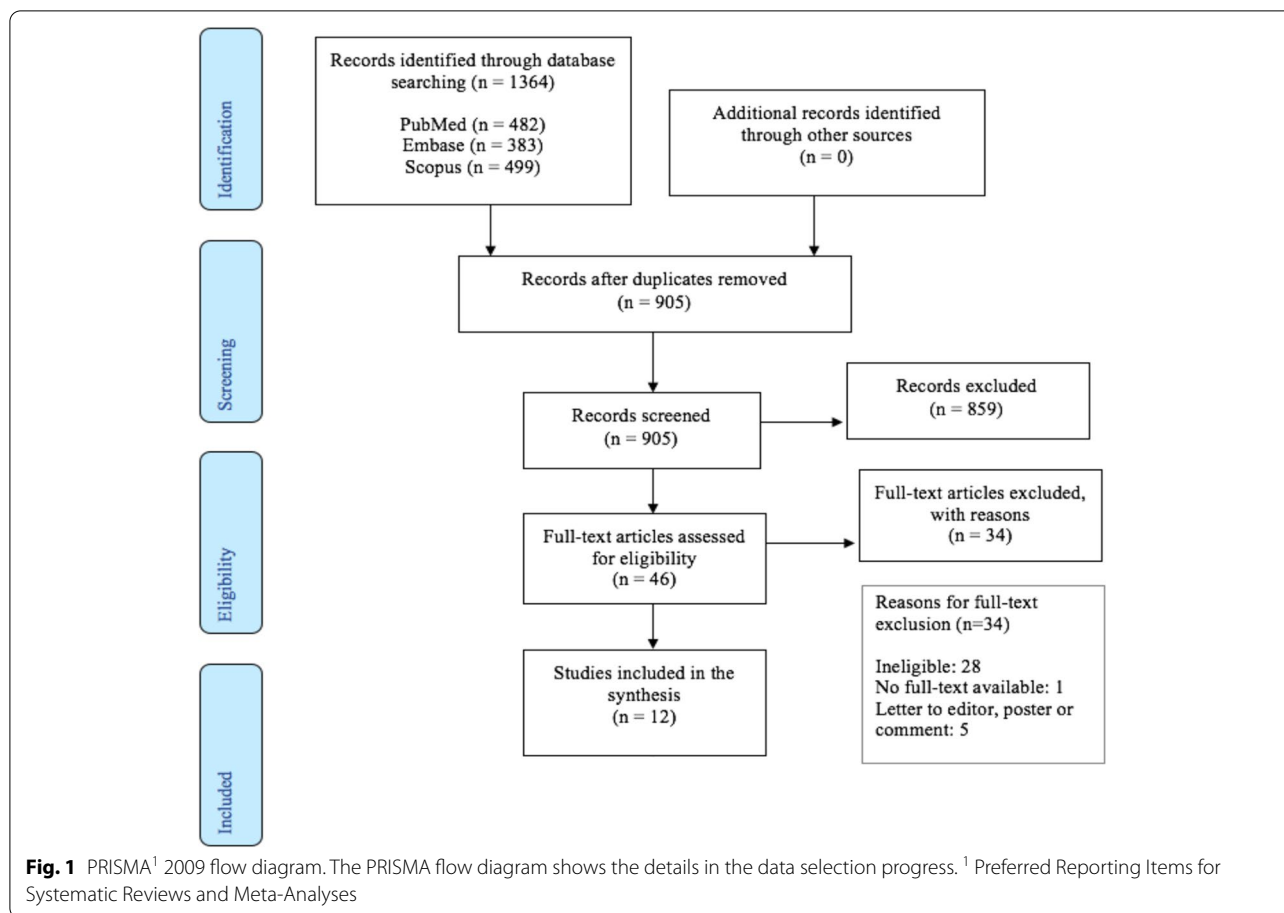 Identification
Records identified through database
searching (n = 1364)
PubMed (n = 482)
Embase (n = 383)
Scopus (n = 499)
Additional records identified
through other sources
(n = 0)
Screening
Records after duplicates removed
(n = 905)
Records screened
(n = 905)
Records excluded
(n = 859)
Eligibility
Full-text articles assessed
for eligibility
(n = 46)
Full-text articles excluded,
with reasons
(n = 34)
Reasons for full-text
exclusion (n=34)
Ineligible: 28
No full-text available: 1
Letter to editor, poster or
comment: 5
Included
Studies included in the
synthesis
(n = 12)
Fig. 1 PRISMA¹ 2009 flow diagram. The PRISMA flow diagram shows the details in the data selection progress. ¹ Preferred Reporting Items for
Systematic Reviews and Meta-Analyses